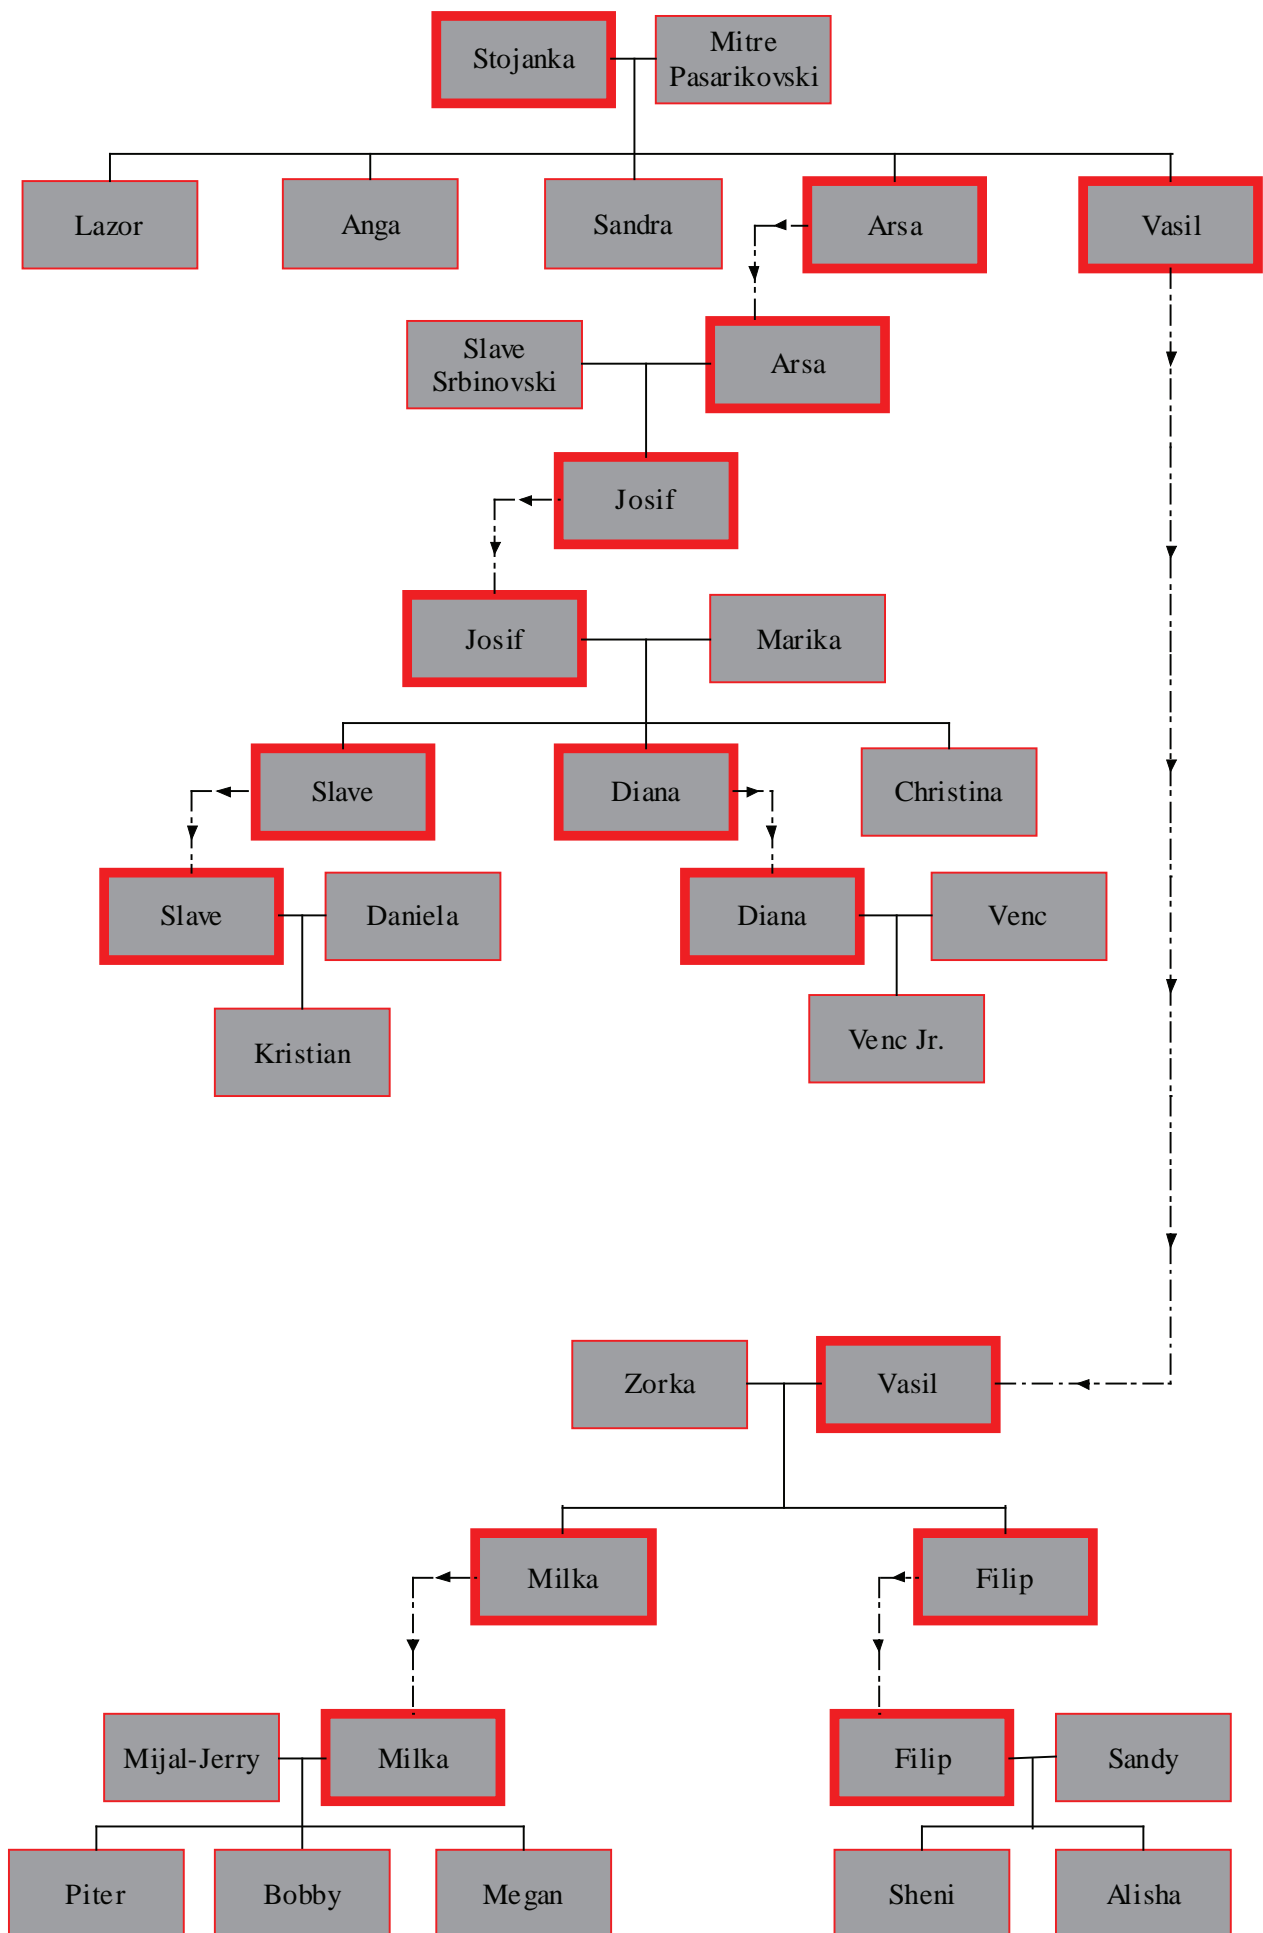 Stojanka
Mitre
Pasarikovski
Lazor
Anga
Sandra
Arsa
Vasil
Slave
Srbinovski
Arsa
Josif
Josif
Marika
Slave
Diana
Christina
Slave
Daniela
Diana
Venc
Kristian
Venc Jr.
Zorka
Vasil
Milka
Filip
Mijal-Jerry
Milka
Filip
Sandy
Piter
Bobby
Megan
Sheni
Alisha